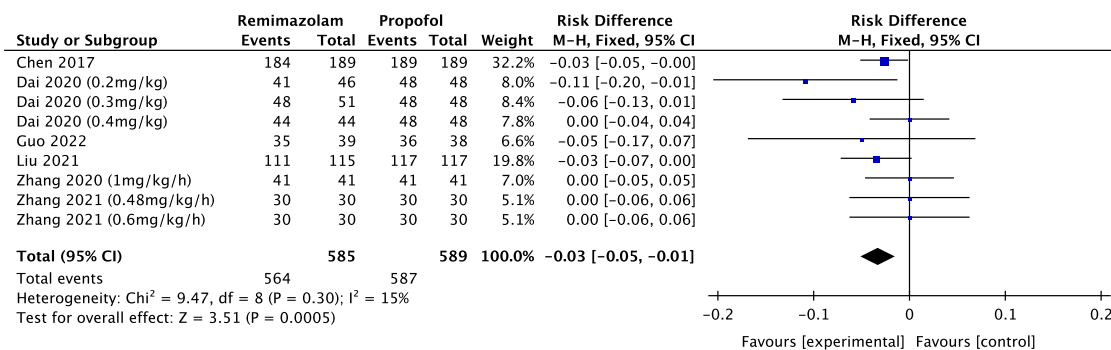 Remimazolam Propofol Risk Difference Risk Difference
Study or Subgroup Events Total Events Total Weight M-H, Fixed, 95% CI M-H, Fixed, 95% CI
Chen 2017 184 189 189 189 32.2% -0.03 [-0.05, -0.00]
Dai 2020 (0.2mg/kg) 41 46 48 48 8.0% -0.11 [-0.20, -0.01]
Dai 2020 (0.3mg/kg) 48 51 48 48 8.4% -0.06 [-0.13, 0.01]
Dai 2020 (0.4mg/kg) 44 44 48 48 7.8% 0.00 [-0.04, 0.04]
Guo 2022 35 39 36 38 6.6% -0.05 [-0.17, 0.07]
Liu 2021 111 115 117 117 19.8% -0.03 [-0.07, 0.00]
Zhang 2020 (1mg/kg/h) 41 41 41 41 7.0% 0.00 [-0.05, 0.05]
Zhang 2021 (0.48mg/kg/h) 30 30 30 30 5.1% 0.00 [-0.06, 0.06]
Zhang 2021 (0.6mg/kg/h) 30 30 30 30 5.1% 0.00 [-0.06, 0.06]
Total (95% CI) 585 589 100.0% -0.03 [-0.05, -0.01]
Total events 564 587
Heterogeneity: Chi² = 9.47, df = 8 (P = 0.30); I² = 15%
Test for overall effect: Z = 3.51 (P = 0.0005)
-0.2 -0.1 0 0.1 0.2
Favours [experimental] Favours [control]